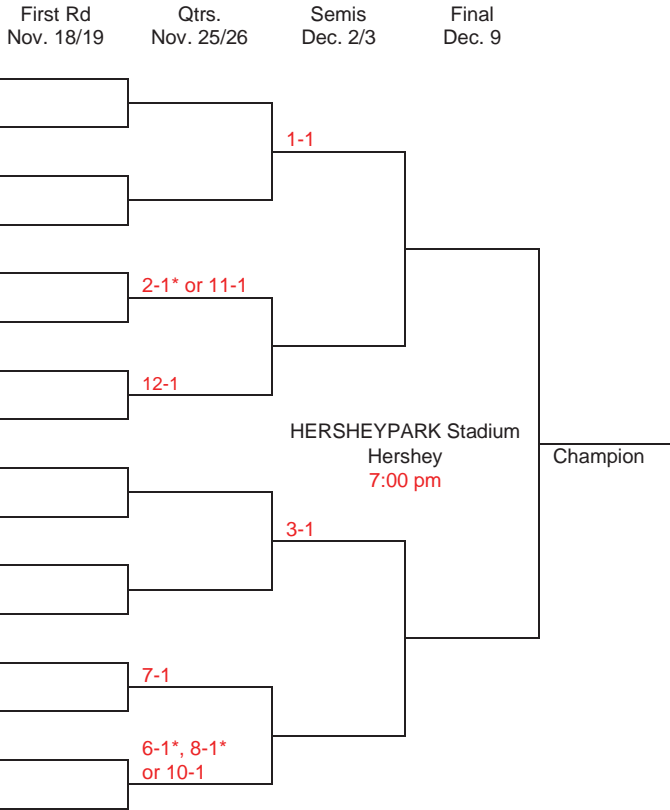 First Rd
Nov. 18/19
Qtrs.
Nov. 25/26
Semis
Dec. 2/3
Final
Dec. 9
1-1
2-1* or 11-1
12-1
HERSHEYPARK Stadium
Hershey
7:00 pm
Champion
3-1
7-1
6-1*, 8-1*
or 10-1